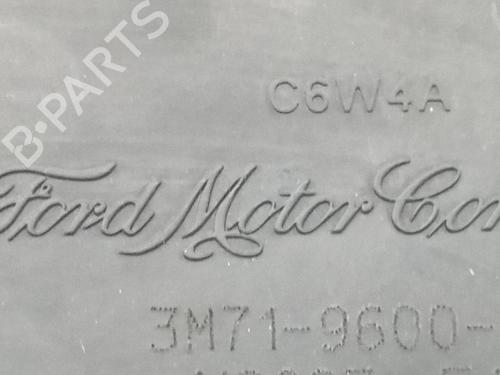 B-PARTS
C6W4A
Ford Motor Co
3M71-9600-